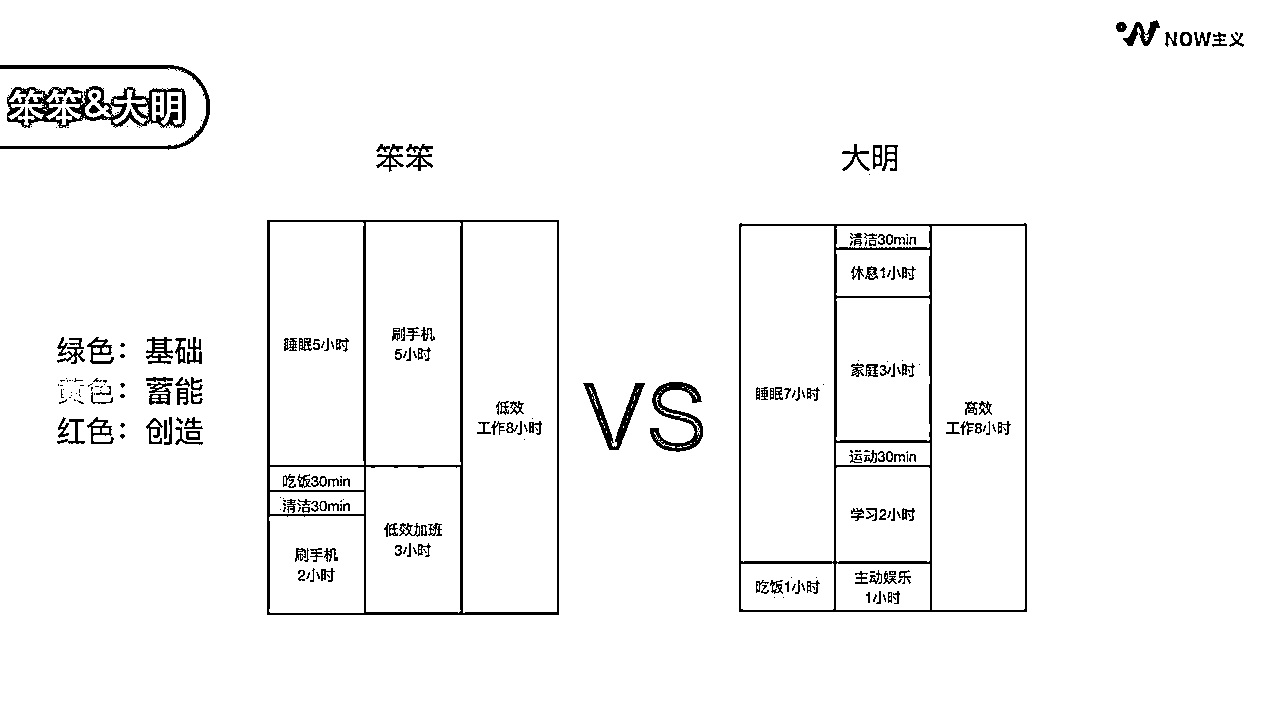 NOW主义
笨笨&大明
笨笨
大明
绿色：基础
黄色：蓄能
红色：创造
睡眠5小时
吃饭30min
清洁30min
刷手机
2小时
刷手机
5小时
低效加班
3小时
低效
工作8小时
VS
睡眠7小时
吃饭1小时
清洁30min
休息1小时
家庭3小时
运动30min
学习2小时
主动娱乐
1小时
高效
工作8小时